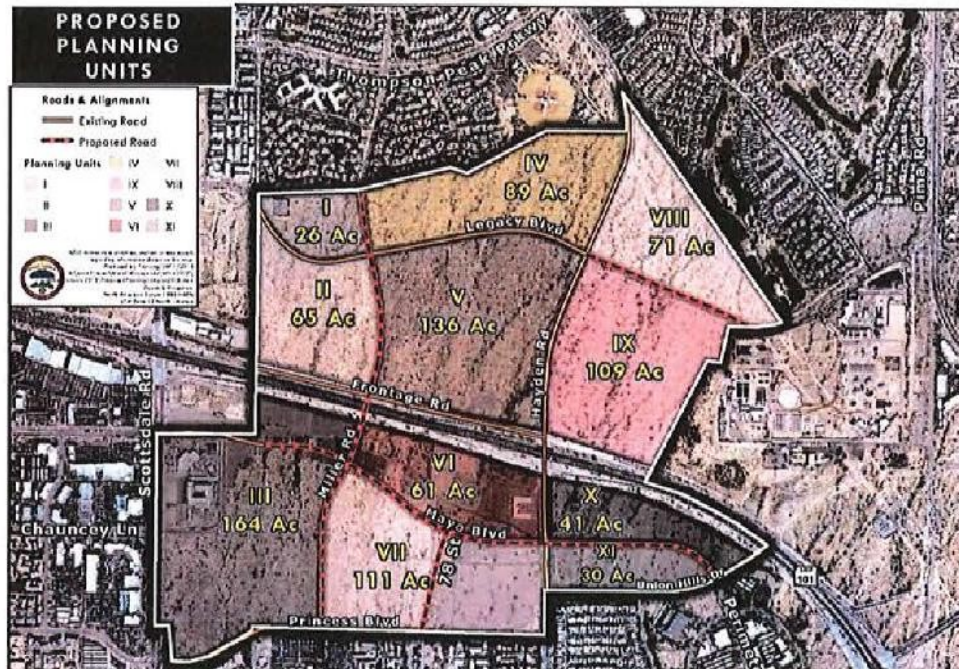 PROPOSED
PLANNING
UNITS
Roads & Alignments
Existing Road
Proposed Road
Planning Units
I
II
III
IV
IX
V
VI
VII
VIII
X
XI
Thompson Peak Pkwy
Pima Rd
IV
89 Ac
I
26 Ac
Legacy Blvd
VIII
71 Ac
II
65 Ac
V
136 Ac
IX
109 Ac
Hayden Rd
Frontage Rd
Scottsdale Rd
Miller Rd
VI
61 Ac
III
164 Ac
X
41 Ac
Mayo Blvd
Chauncey Ln
VII
111 Ac
78 St
XI
30 Ac
Union Hills Dr
101
Princess Blvd